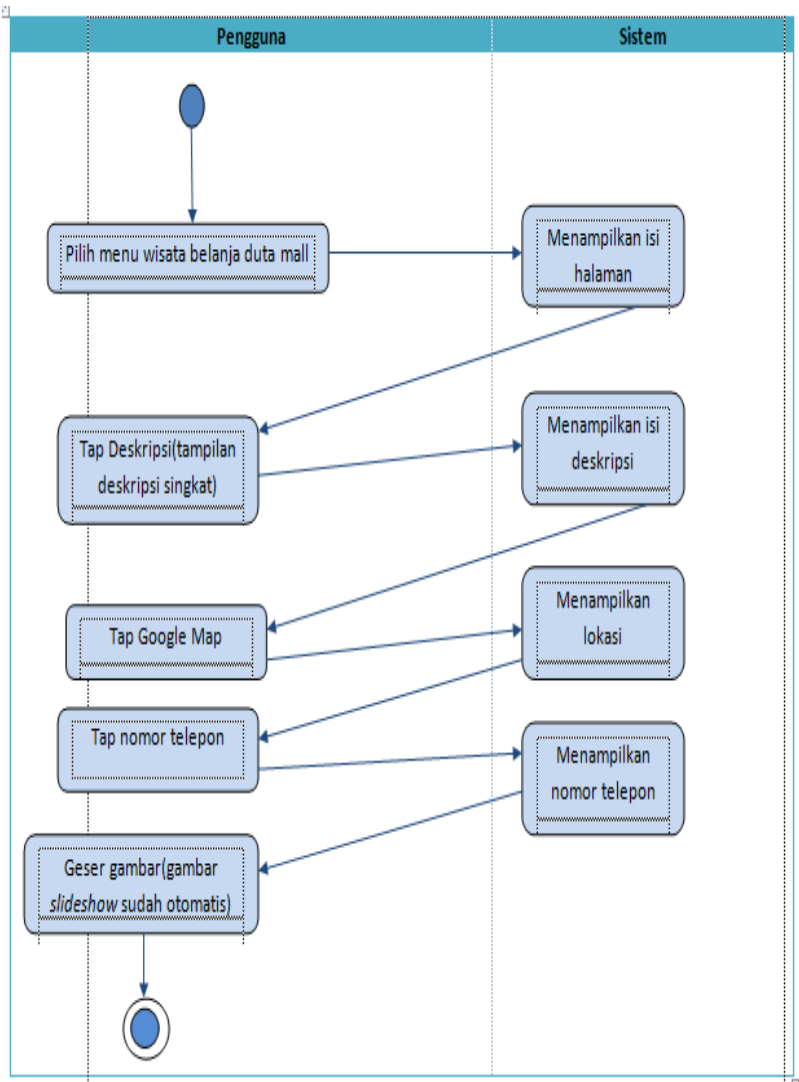 Pengguna Sistem
Pilih menu wisata belanja duta mall
Menampilkan isi
halaman
Tap Deskripsi(tampilan
deskripsi singkat)
Menampilkan isi
deskripsi
Tap Google Map
Menampilkan
lokasi
Tap nomor telepon
Menampilkan
nomor telepon
Geser gambar(gambar
slideshow sudah otomatis)